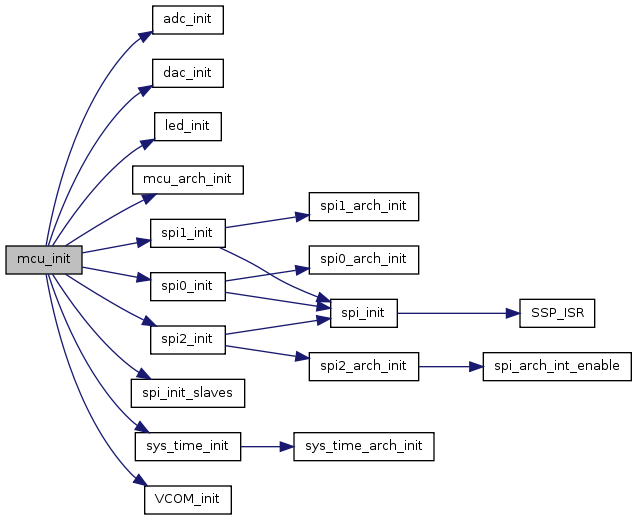 adc_init
dac_init
led_init
mcu_arch_init
spi1_init
spi1_arch_init
mcu_init
spi0_arch_init
spi0_init
spi_init
SSP_ISR
spi2_init
spi2_arch_init
spi_arch_int_enable
spi_init_slaves
sys_time_init
sys_time_arch_init
VCOM_init